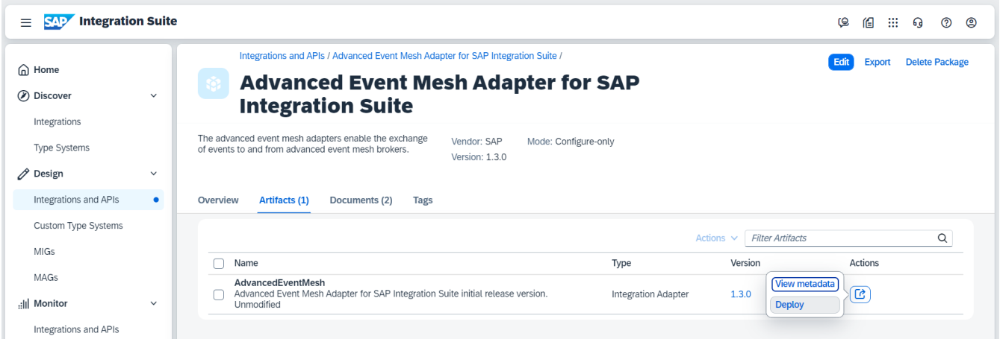 SAP Integration Suite
Home
Discover
Integrations
Type Systems
Design
Integrations and APIs
Custom Type Systems
MIGs
MAGs
Monitor
Integrations and APIs
Integrations and APIs / Advanced Event Mesh Adapter for SAP Integration Suite /
Edit Export Delete Package
Advanced Event Mesh Adapter for SAP
Integration Suite
The advanced event mesh adapters enable the exchange
of events to and from advanced event mesh brokers.
Vendor: SAP Mode: Configure-only
Version: 1.3.0
Overview Artifacts (1) Documents (2) Tags
Actions Filter Artifacts
Name Type Version Actions
AdvancedEventMesh
Advanced Event Mesh Adapter for SAP Integration Suite initial release version.
Unmodified
Integration Adapter 1.3.0
View metadata
Deploy